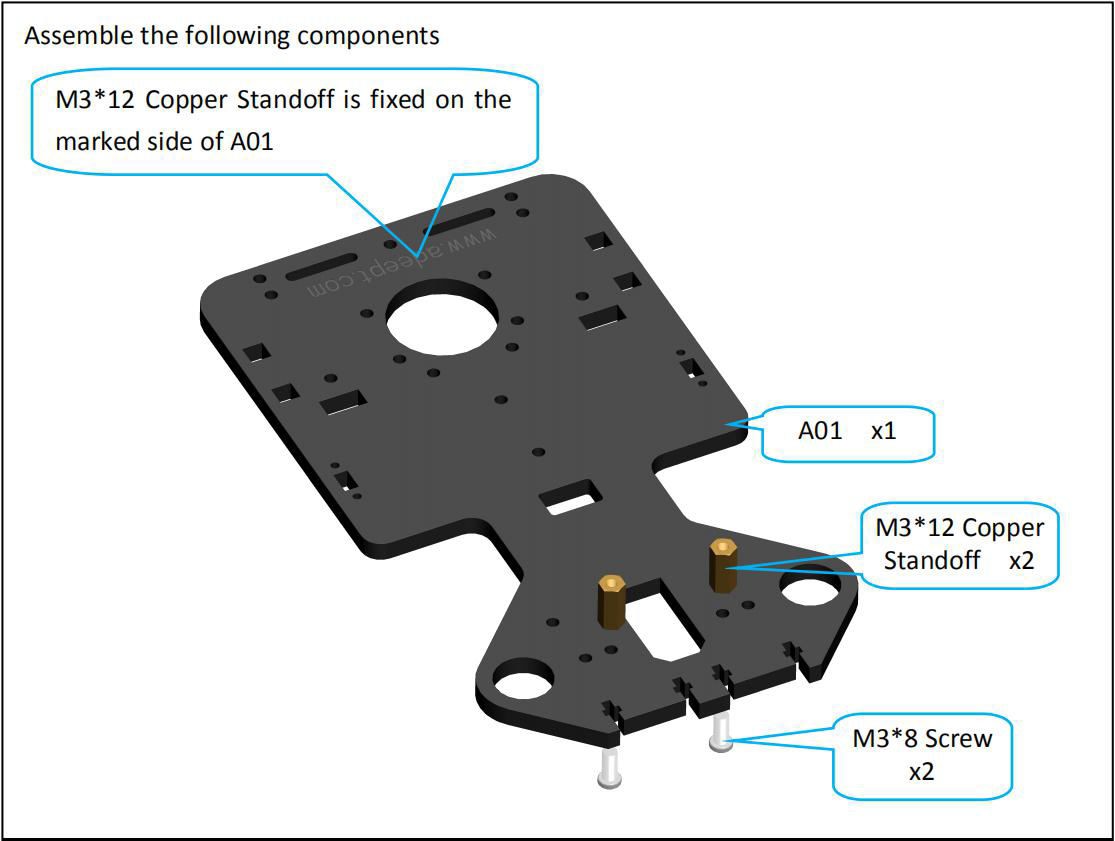 Assemble the following components
M3*12 Copper Standoff is fixed on the
marked side of A01
www.adeept.com
A01 x1
M3*12 Copper
Standoff x2
M3*8 Screw
x2